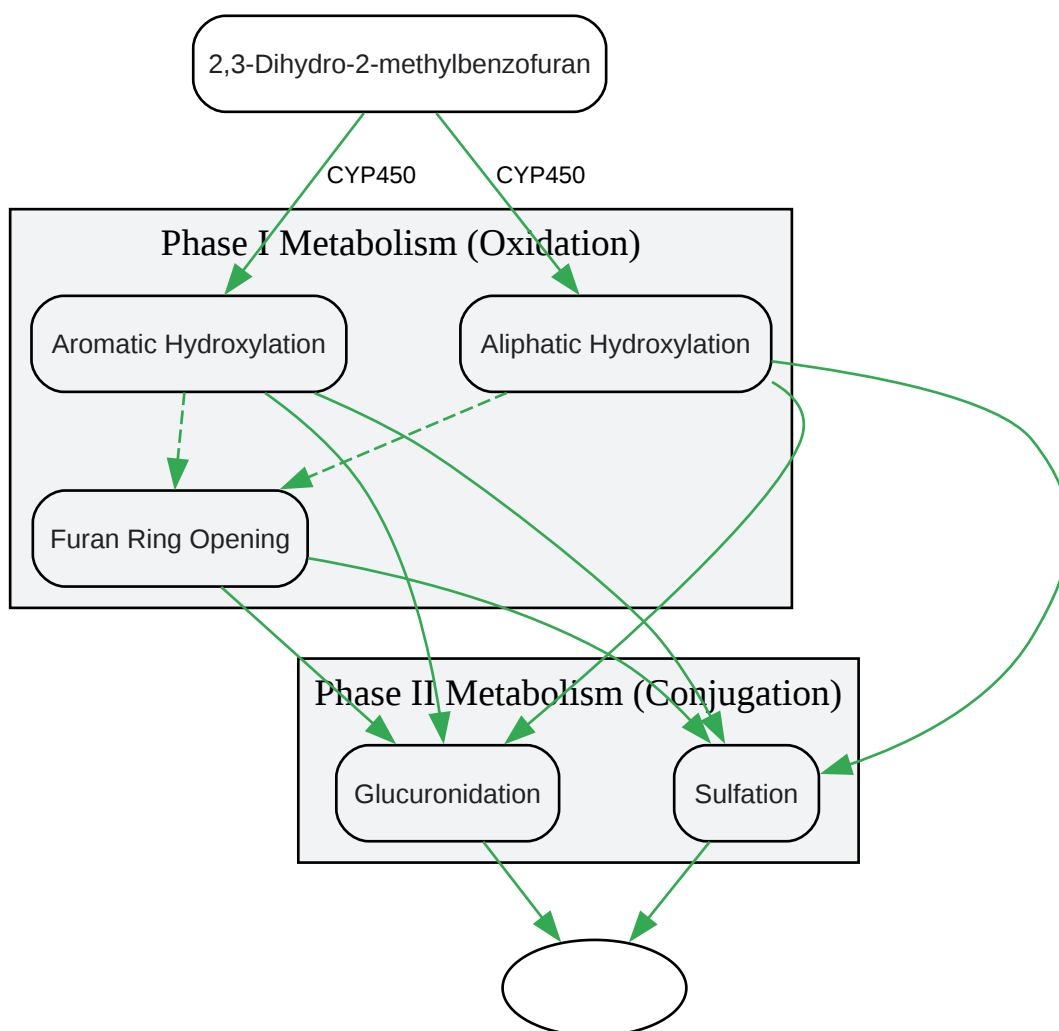 2,3-Dihydro-2-methylbenzofuran
CYP450
CYP450
Phase I Metabolism (Oxidation)
Aromatic Hydroxylation
Aliphatic Hydroxylation
Furan Ring Opening
Phase II Metabolism (Conjugation)
Glucuronidation
Sulfation